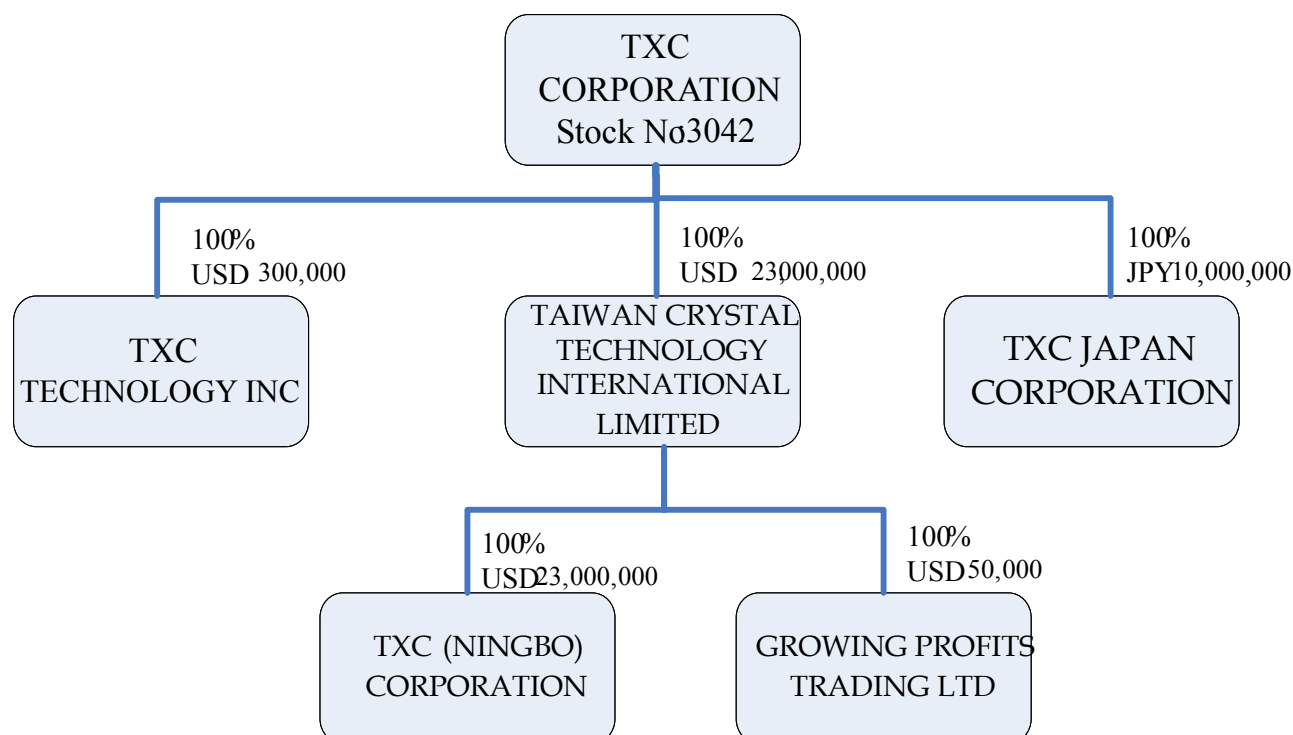 TXC
CORPORATION
Stock No:3042
100%
USD 300,000
100%
USD 23,000,000
100%
JPY10,000,000
TXC
TECHNOLOGY INC
TAIWAN CRYSTAL
TECHNOLOGY
INTERNATIONAL
LIMITED
TXC JAPAN
CORPORATION
100%
USD23,000,000
100%
USD50,000
TXC (NINGBO)
CORPORATION
GROWING PROFITS
TRADING LTD